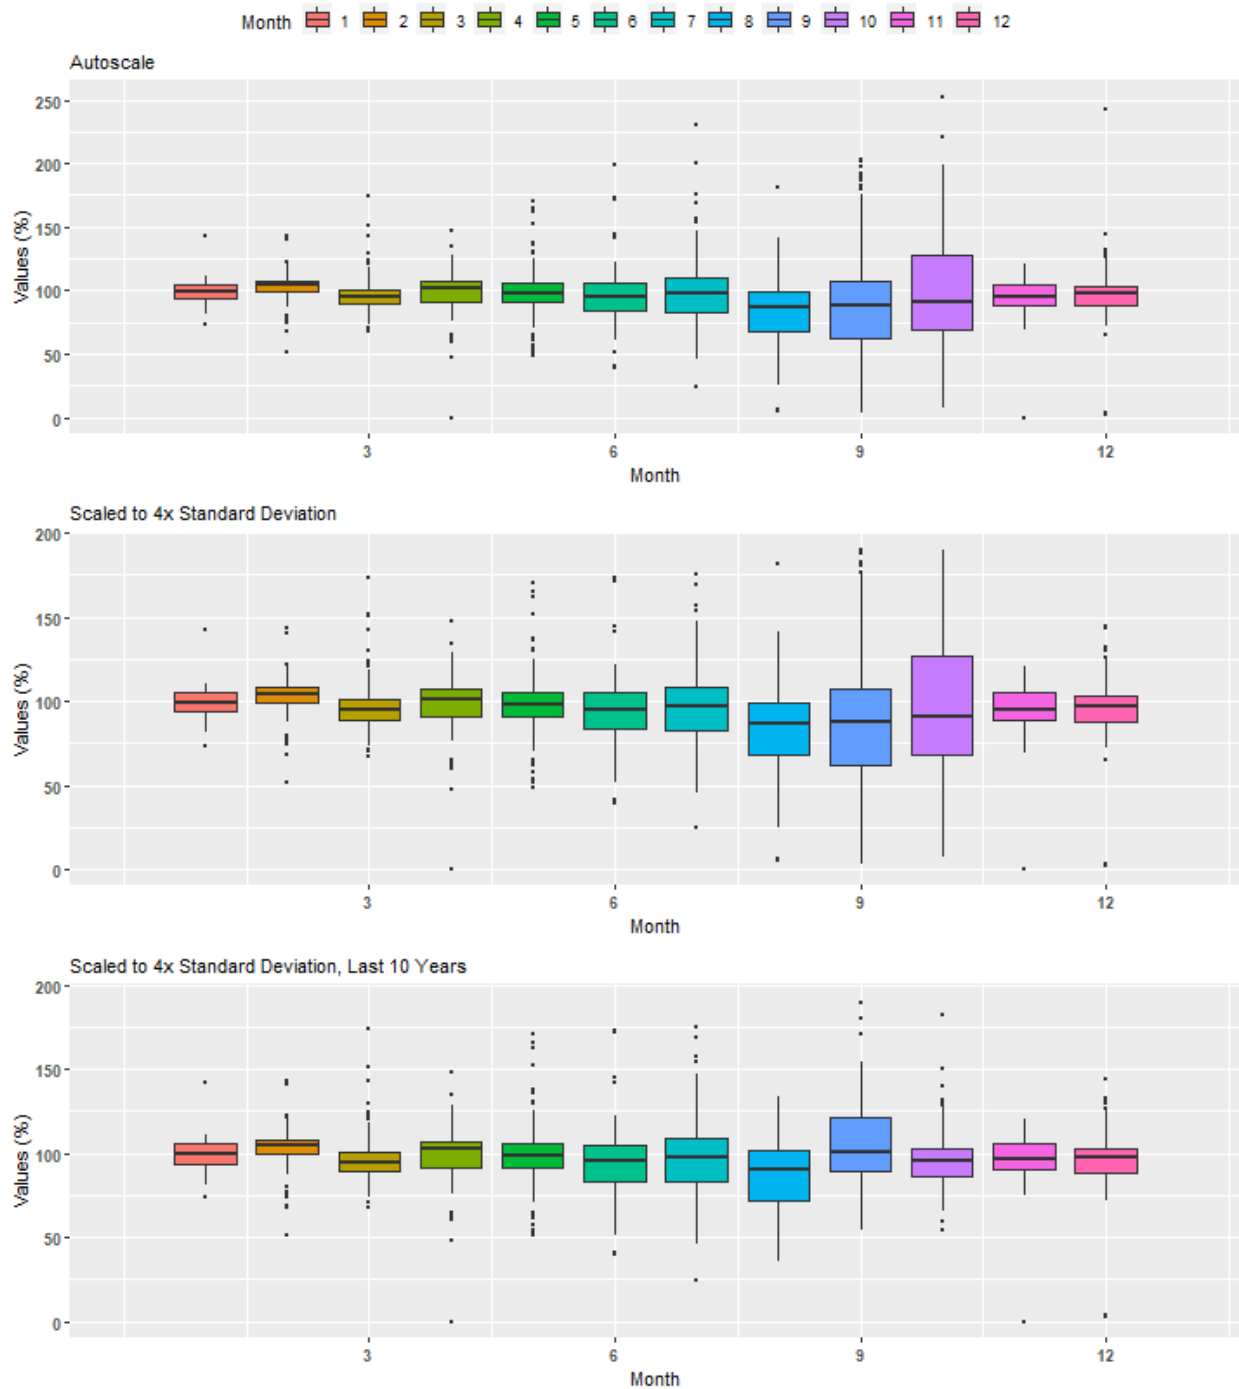 Month 1 2 3 4 5 6 7 8 9 10 11 12
Autoscale
250
200
150
100
50
0
Values (%)
3 6 9 12
Month
Scaled to 4x Standard Deviation
200
150
100
50
0
Values (%)
3 6 9 12
Month
Scaled to 4x Standard Deviation, Last 10 Years
200
150
100
50
0
Values (%)
3 6 9 12
Month